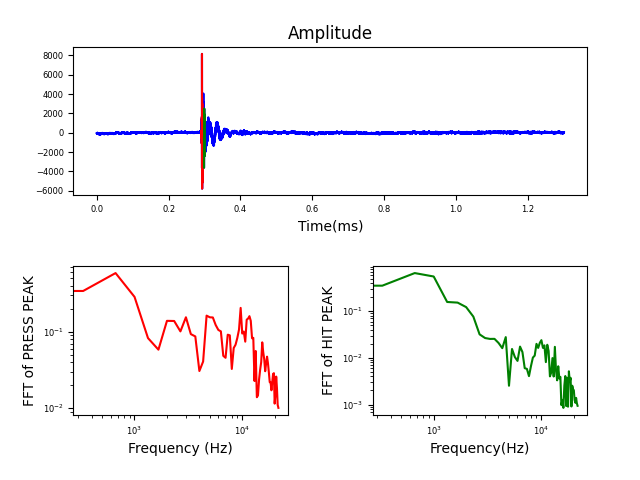 Amplitude
8000
6000
4000
2000
0
−2000
−4000
−6000
0.0 0.2 0.4 0.6 0.8 1.0 1.2
Time(ms)
FFT of PRESS PEAK
10⁻¹
10⁻²
10³ 10⁴
Frequency (Hz)
FFT of HIT PEAK
10⁻¹
10⁻²
10⁻³
10³ 10⁴
Frequency(Hz)